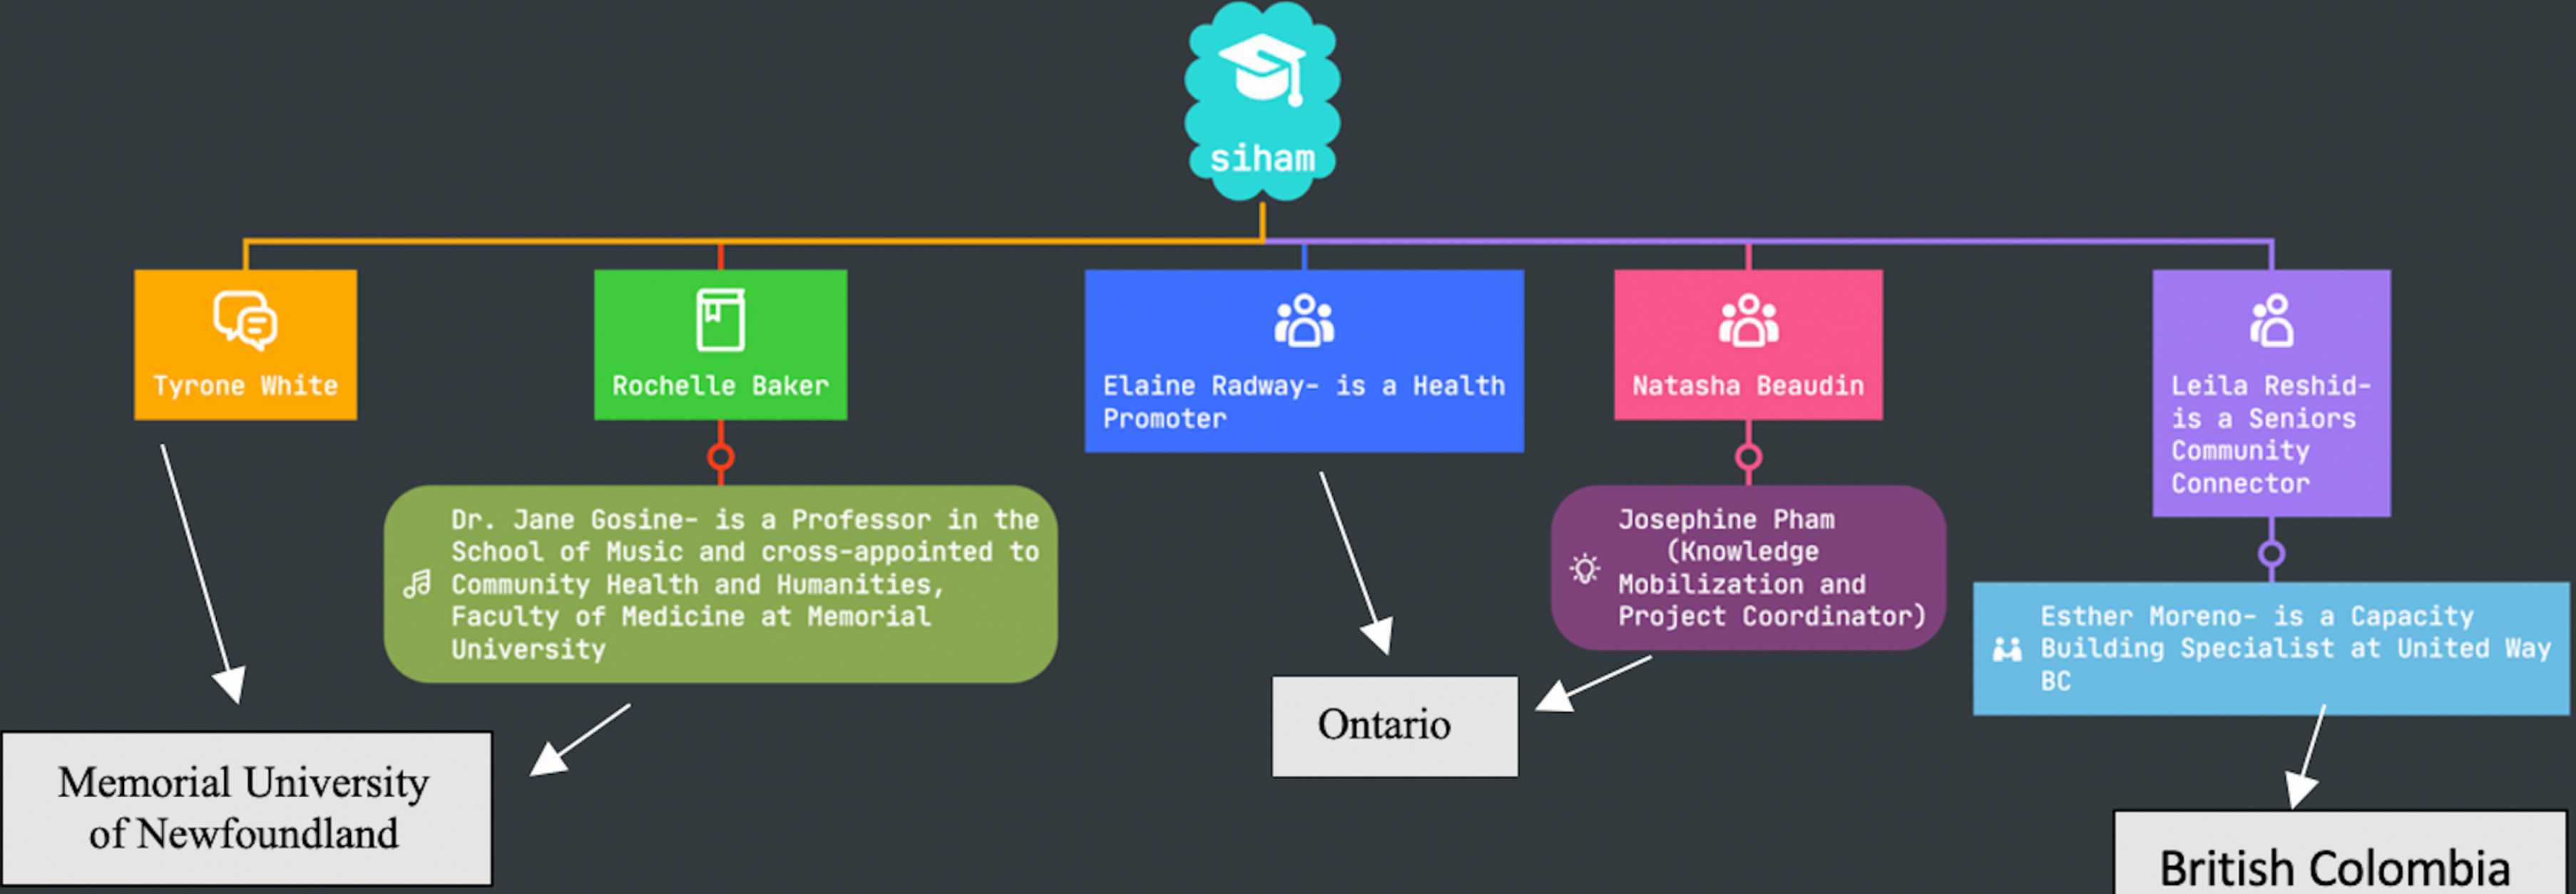 siham
Tyrone White
Rochelle Baker
Elaine Radway- is a Health
Promoter
Natasha Beaudin
Leila Reshid-
is a Seniors
Community
Connector
Dr. Jane Gosine- is a Professor in the
School of Music and cross-appointed to
Community Health and Humanities,
Faculty of Medicine at Memorial
University
Josephine Pham
(Knowledge
Mobilization and
Project Coordinator)
Esther Moreno- is a Capacity
Building Specialist at United Way
BC
Memorial University
of Newfoundland
Ontario
British Colombia